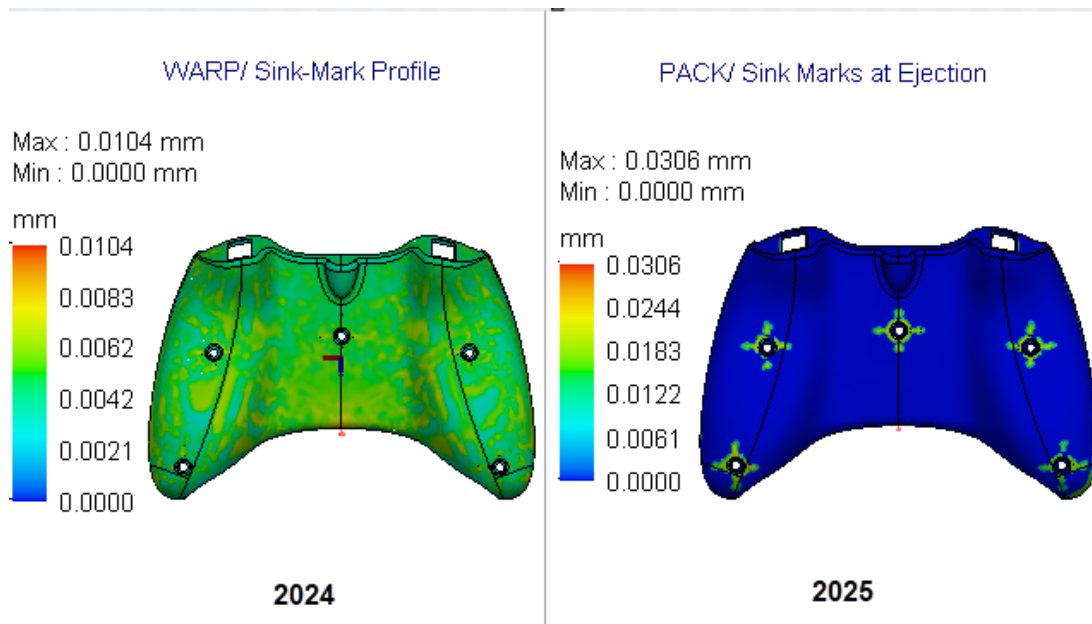 WARP/ Sink-Mark Profile
Max : 0.0104 mm
Min : 0.0000 mm
mm
0.0104
0.0083
0.0062
0.0042
0.0021
0.0000
2024
PACK/ Sink Marks at Ejection
Max : 0.0306 mm
Min : 0.0000 mm
mm
0.0306
0.0244
0.0183
0.0122
0.0061
0.0000
2025